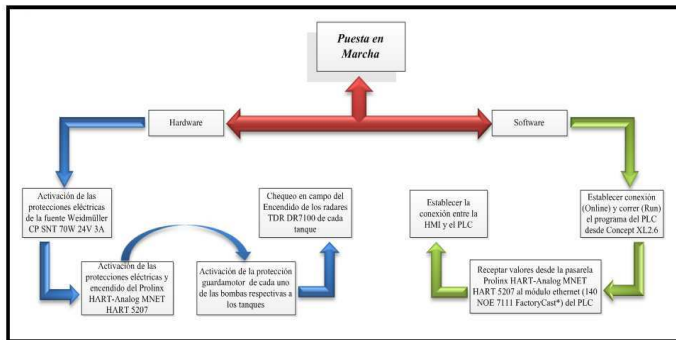 Puesta en
Marcha
Hardware
Software
Activación de las
protecciones eléctricas
de la fuente Weidmüller
CP SNT 70W 24V 3A
Activación de las
protecciones eléctricas y
encendido del Prolinx
HART-Analog MNET
HART 5207
Activación de la protección
guardamotor de cada uno
de las bombas respectivas a
los tanques
Chequeo en campo del
Encendido de los radares
TDR DR7100 de cada
tanque
Establecer conexión
(Online) y correr (Run)
el programa del PLC
desde Concept XL2.6
Receptar valores desde la pasarela
Prolinx HART-Analog MNET
HART 5207 al módulo ethernet (140
NOE 7111 FactoryCast*) del PLC
Establecer la
conexión entre la
HMI y el PLC